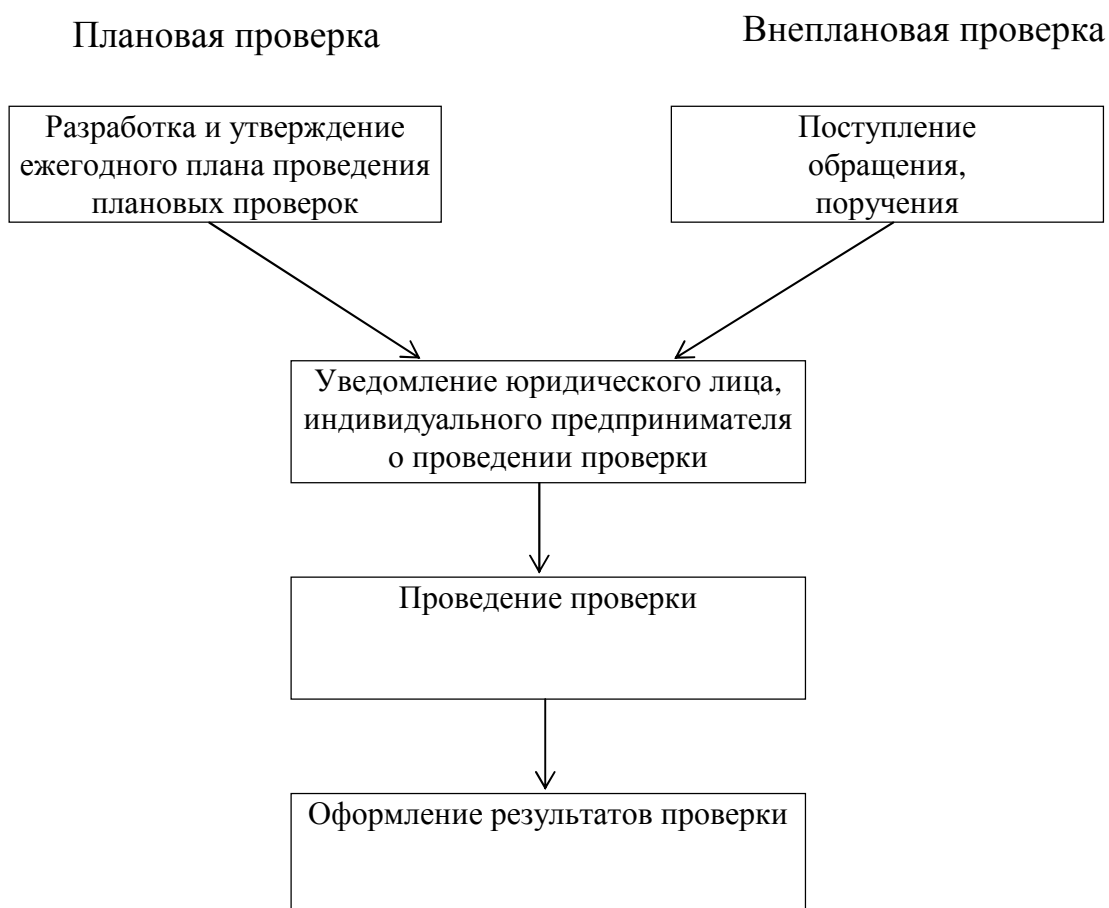 Плановая проверка
Внеплановая проверка
Разработка и утверждение
ежегодного плана проведения
плановых проверок
Поступление
обращения,
поручения
Уведомление юридического лица,
индивидуального предпринимателя
о проведении проверки
Проведение проверки
Оформление результатов проверки